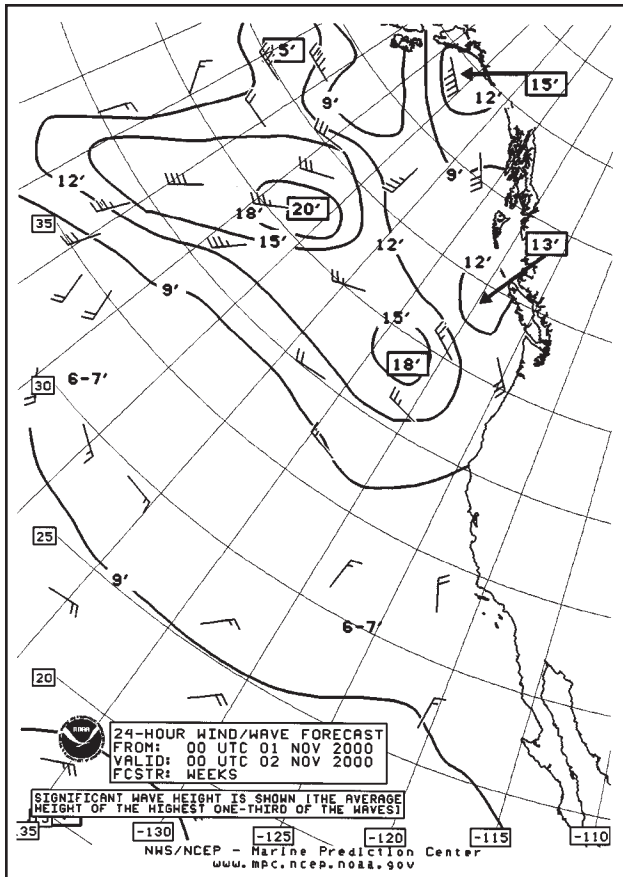 5'
9'
15'
12'
9'
12'
18'
20'
35
15'
12'
13'
12'
9'
15'
18'
30
6-7'
25
9'
6-7'
20
NOAA
24-HOUR WIND/WAVE FORECAST
FROM: 00 UTC 01 NOV 2000
VALID: 00 UTC 02 NOV 2000
FCSTR: WEEKS
SIGNIFICANT WAVE HEIGHT IS SHOWN (THE AVERAGE
HEIGHT OF THE HIGHEST ONE-THIRD OF THE WAVES)
.35 -130 -125 -120 -115 -110
NWS/NCEP - Marine Prediction Center
www.mpc.ncep.noaa.gov